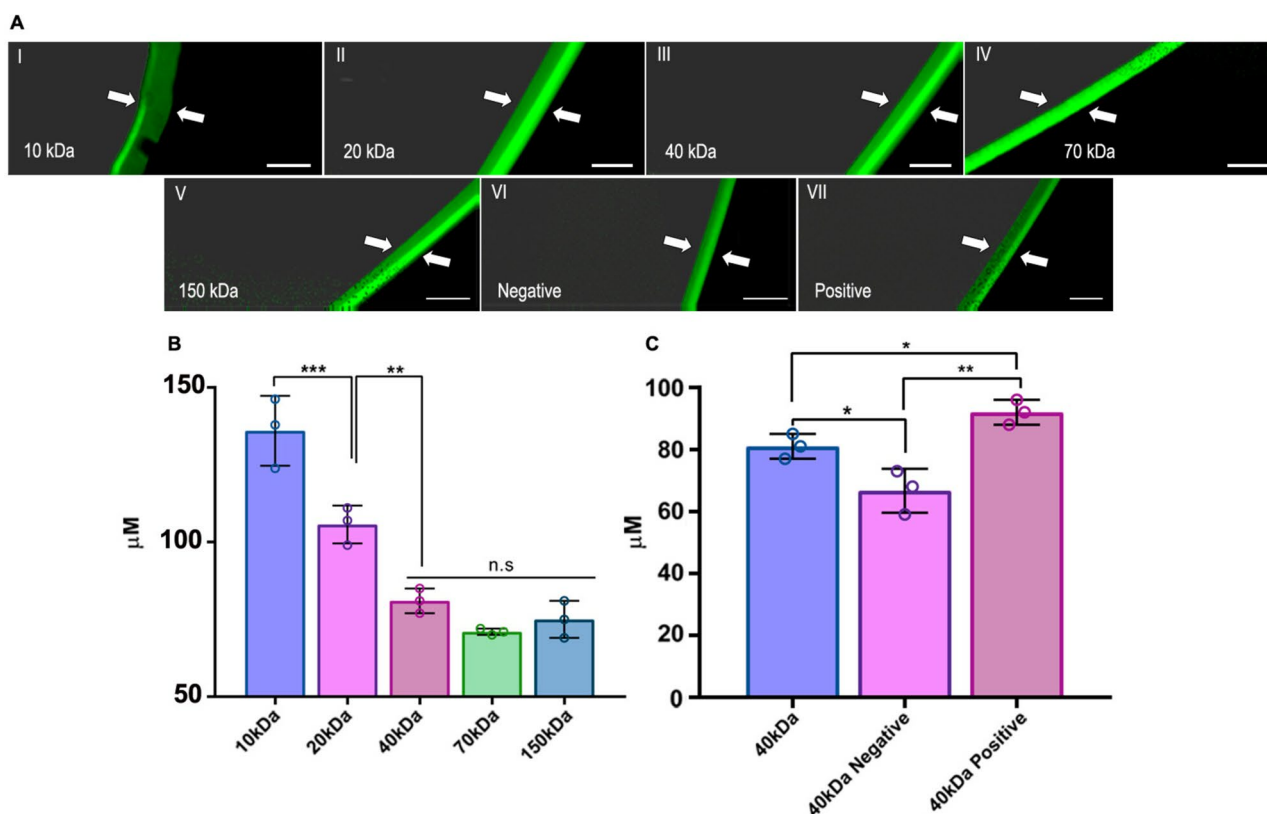 A
I
II
III
IV
10 kDa
20 kDa
40 kDa
70 kDa
V
VI
VII
150 kDa
Negative
Positive
B
150
100
50
μM
***
**
n.s
10kDa
20kDa
40kDa
70kDa
150kDa
C
100
80
60
40
20
0
μM
*
**
*
40kDa
40kDa Negative
40kDa Positive